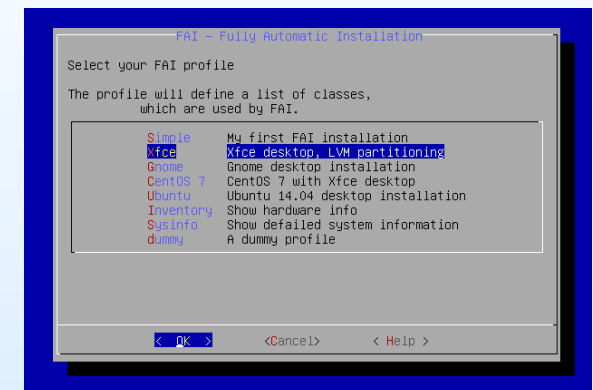 FAI - Fully Automatic Installation
Select your FAI profile
The profile will define a list of classes,
which are used by FAI.
Simple My first FAI installation
Xfce Xfce desktop, LVM partitioning
Gnome Gnome desktop installation
CentOS 7 CentOS 7 with Xfce desktop
Ubuntu Ubuntu 14.04 desktop installation
Inventory Show hardware info
Sysinfo Show defailed system information
dummy A dummy profile
< OK > <Cancel> < Help >